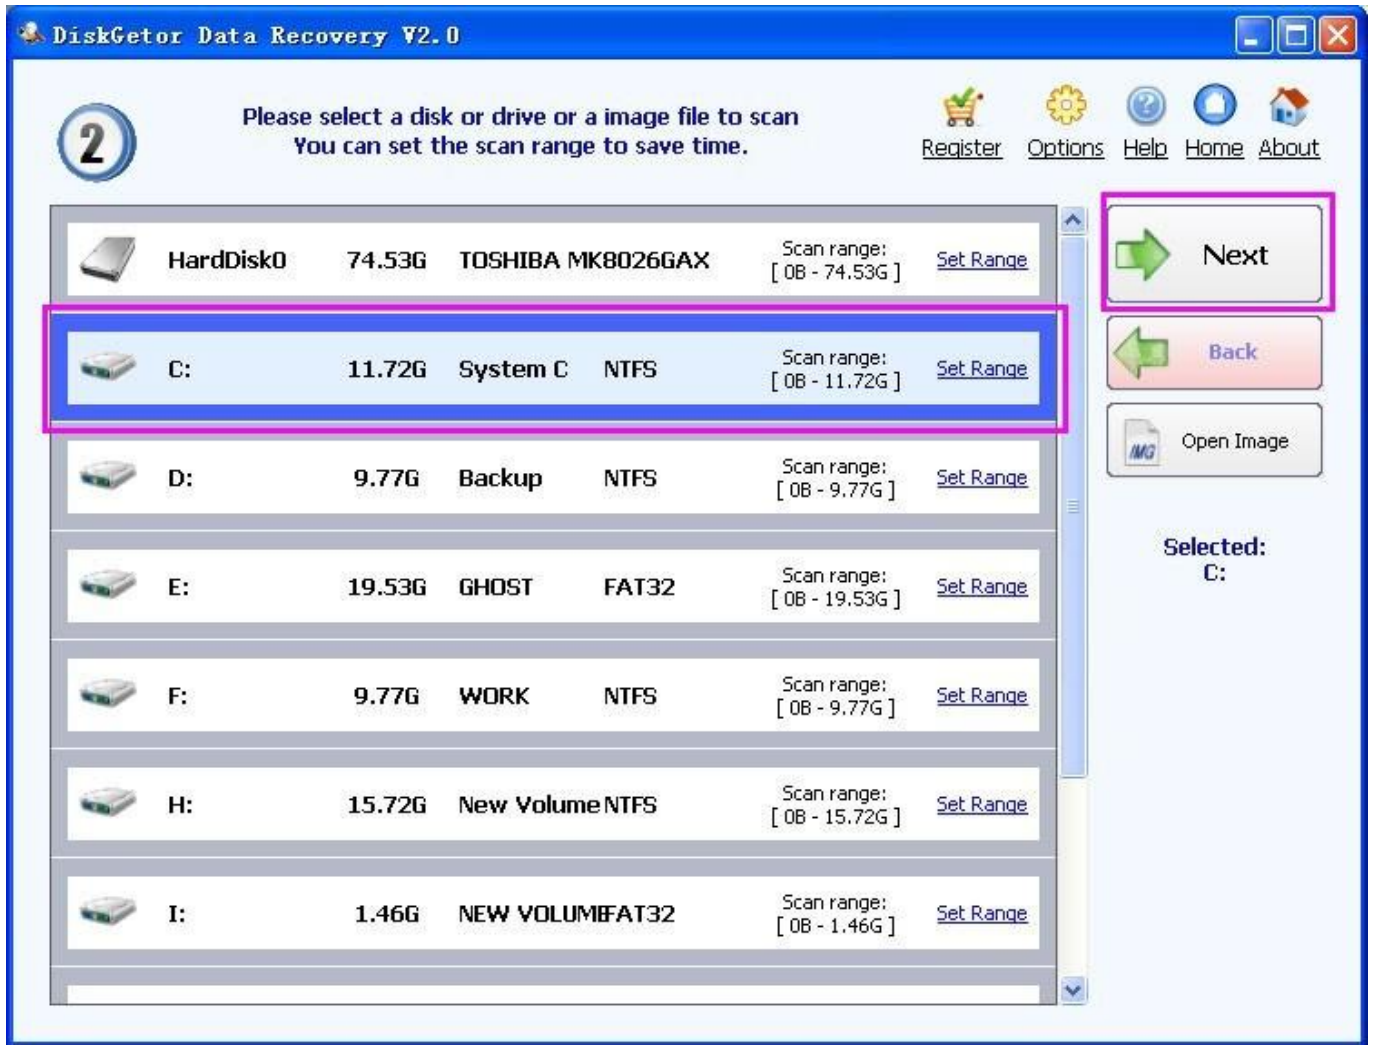 DiskGetor Data Recovery V2.0
2
Please select a disk or drive or a image file to scan
You can set the scan range to save time.
Register Options Help Home About
HardDisk0 74.53G TOSHIBA MK8026GAX Scan range: [ 0B - 74.53G ] Set Range
C: 11.72G System C NTFS Scan range: [ 0B - 11.72G ] Set Range
D: 9.77G Backup NTFS Scan range: [ 0B - 9.77G ] Set Range
E: 19.53G GHOST FAT32 Scan range: [ 0B - 19.53G ] Set Range
F: 9.77G WORK NTFS Scan range: [ 0B - 9.77G ] Set Range
H: 15.72G New Volume NTFS Scan range: [ 0B - 15.72G ] Set Range
I: 1.46G NEW VOLUME FAT32 Scan range: [ 0B - 1.46G ] Set Range
Next
Back
IMG Open Image
Selected:
C: